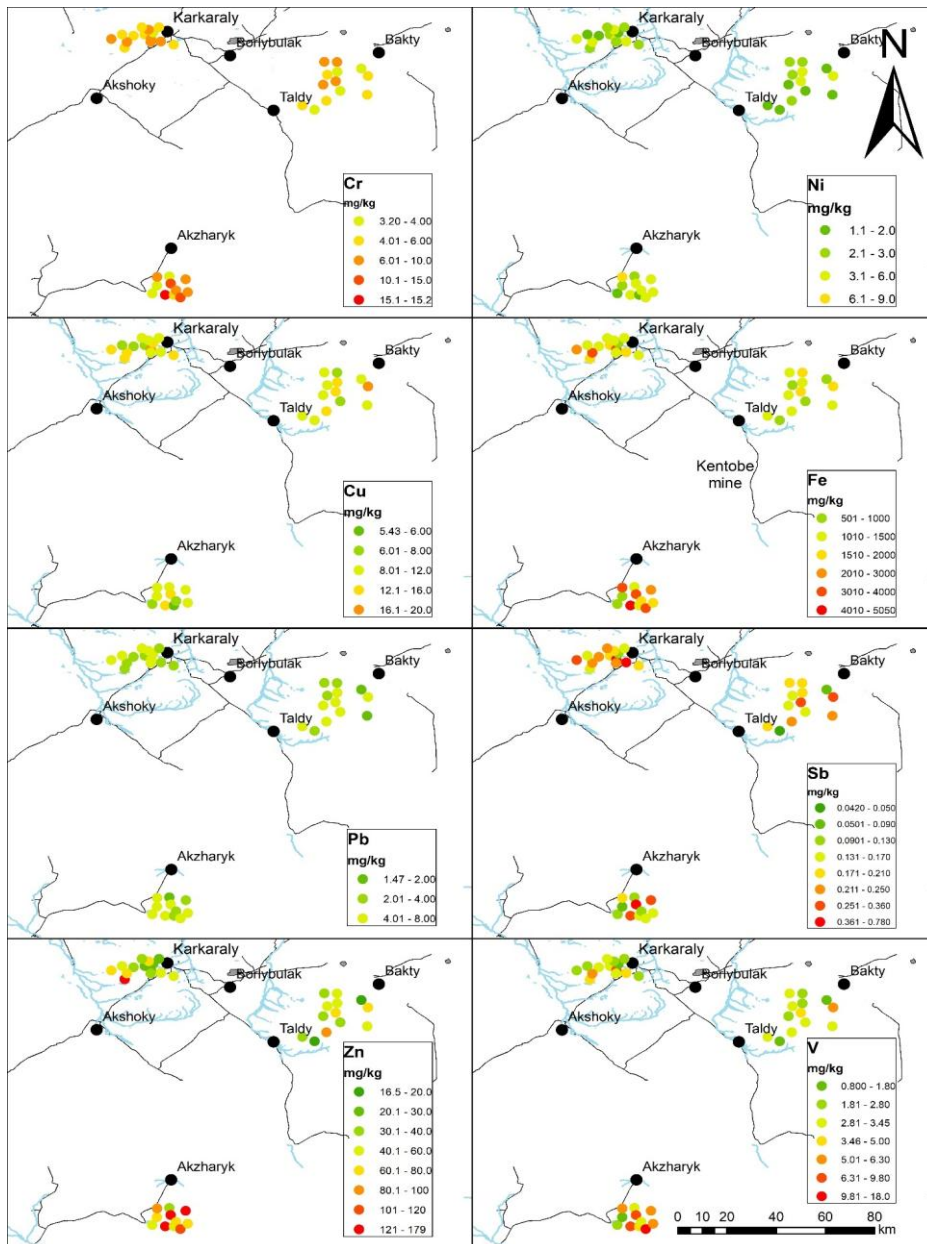 Karkaraly
Borlybulak
Bakty
Akshoky
Taldy
Akzharyk
Cr
mg/kg
3.20 - 4.00
4.01 - 6.00
6.01 - 10.0
10.1 - 15.0
15.1 - 15.2
Karkaraly
Borlybulak
Bakty
N
Akshoky
Taldy
Akzharyk
Ni
mg/kg
1.1 - 2.0
2.1 - 3.0
3.1 - 6.0
6.1 - 9.0
Karkaraly
Borlybulak
Bakty
Akshoky
Taldy
Akzharyk
Cu
mg/kg
5.43 - 6.00
6.01 - 8.00
8.01 - 12.0
12.1 - 16.0
16.1 - 20.0
Karkaraly
Borlybulak
Bakty
Akshoky
Taldy
Kentobe
mine
Akzharyk
Fe
mg/kg
501 - 1000
1010 - 1500
1510 - 2000
2010 - 3000
3010 - 4000
4010 - 5050
Karkaraly
Borlybulak
Bakty
Akshoky
Taldy
Akzharyk
Pb
mg/kg
1.47 - 2.00
2.01 - 4.00
4.01 - 8.00
Karkaraly
Borlybulak
Bakty
Akshoky
Taldy
Akzharyk
Sb
mg/kg
0.0420 - 0.050
0.0501 - 0.090
0.0901 - 0.130
0.131 - 0.170
0.171 - 0.210
0.211 - 0.250
0.251 - 0.360
0.361 - 0.780
Karkaraly
Borlybulak
Bakty
Akshoky
Taldy
Akzharyk
Zn
mg/kg
16.5 - 20.0
20.1 - 30.0
30.1 - 40.0
40.1 - 60.0
60.1 - 80.0
80.1 - 100
101 - 120
121 - 179
Karkaraly
Borlybulak
Bakty
Akshoky
Taldy
Akzharyk
V
mg/kg
0.800 - 1.80
1.81 - 2.80
2.81 - 3.45
3.46 - 5.00
5.01 - 6.30
6.31 - 9.80
9.81 - 18.0
0 10 20 40 60 80
km